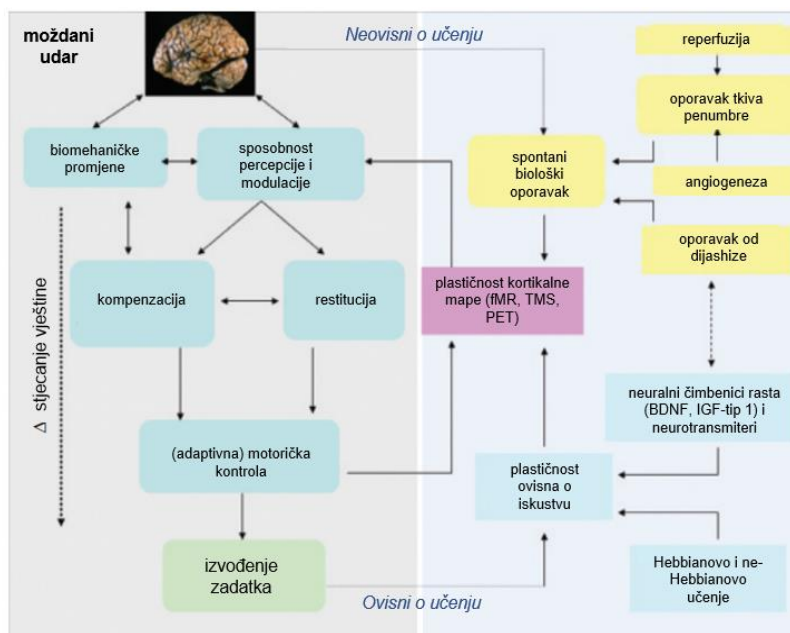 moždani
udar
Neovisni o učenju
reperfuzija
oporavak tkiva
penumbre
biomehaničke
promjene
sposobnost
percepcije i
modulacije
spontani
biološki
oporavak
angiogeneza
oporavak od
dijashize
kompenzacija
restitucija
plastičnost kortikalne
mape (fMR, TMS,
PET)
Δ stjecanje vještine
neuralni čimbenici rasta
(BDNF, IGF-tip 1) i
neurotransmiteri
(adaptivna) motorička
kontrola
plastičnost
ovisna o
iskustvu
izvođenje
zadatka
Hebbianovo i ne-
Hebbianovo
učenje
Ovisni o učenju